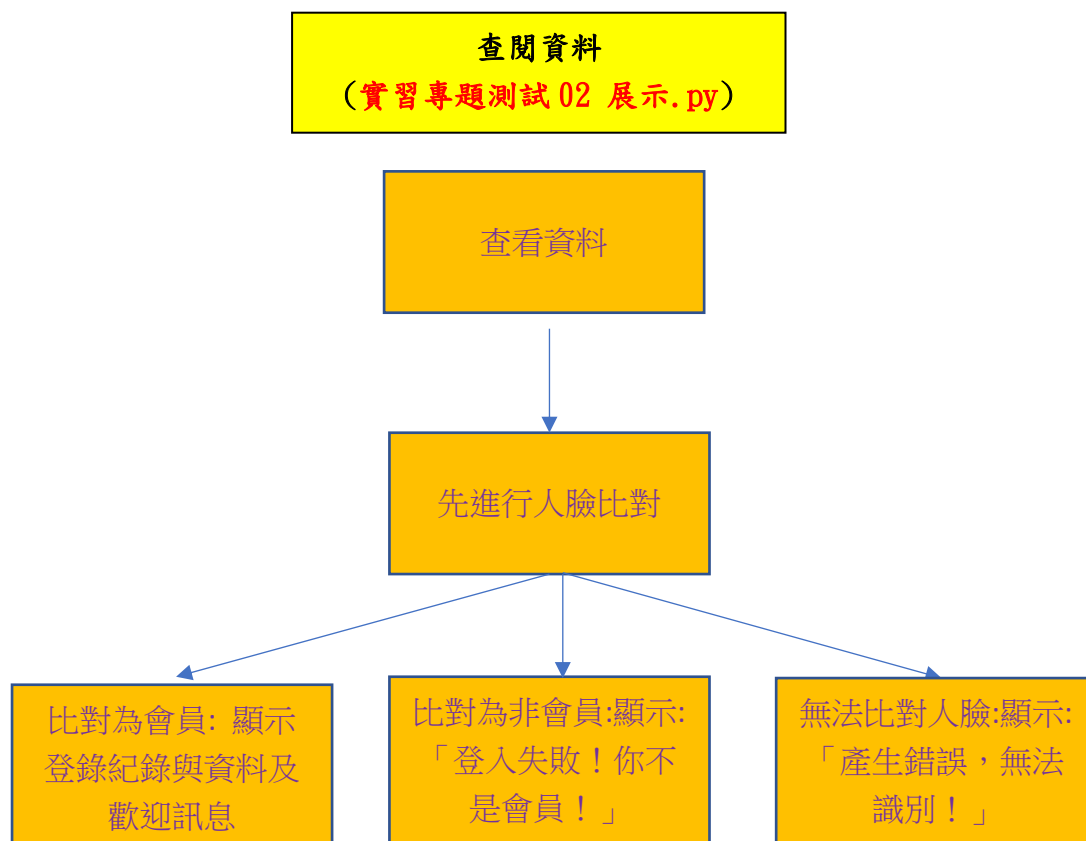 查閱資料
(實習專題測試 02 展示.py)
查看資料
先進行人臉比對
比對為會員: 顯示
登錄紀錄與資料及
歡迎訊息
比對為非會員:顯示:
「登入失敗！你不
是會員！」
無法比對人臉:顯示:
「產生錯誤，無法
識別！」